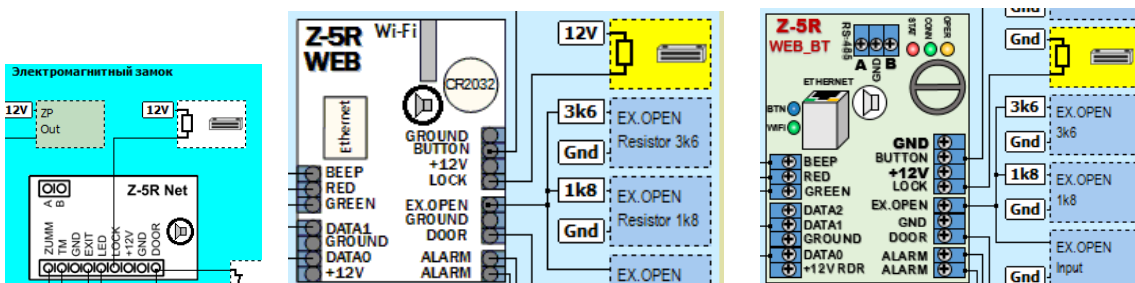 Электромагнитный замок
12V
ZP
Out
12V
OIO
A
B
Z-5R Net
ZUMM
TM
GND
EXIT
LED
LOCK
+12V
GND
DOOR
Z-5R
WEB
Wi-Fi
CR2032
Ethernet
GROUND
BUTTON
+12V
LOCK
BEEP
RED
GREEN
EX.OPEN
GROUND
DOOR
DATA1
GROUND
DATA0
+12V
ALARM
ALARM
12V
3k6
EX.OPEN
Resistor 3k6
Gnd
1k8
EX.OPEN
Resistor 1k8
Gnd
EX.OPEN
Z-5R
WEB_BT
RS-485
A
GND
B
STAT
CONN
OPER
ETHERNET
BTN
WIFI
GND
BUTTON
+12V
LOCK
BEEP
RED
GREEN
EX.OPEN
GND
DOOR
DATA2
DATA1
GROUND
DATA0
+12V RDR
ALARM
ALARM
Gnd
Gnd
3k6
EX.OPEN
3k6
Gnd
1k8
EX.OPEN
1k8
Gnd
EX.OPEN
Input
Gnd